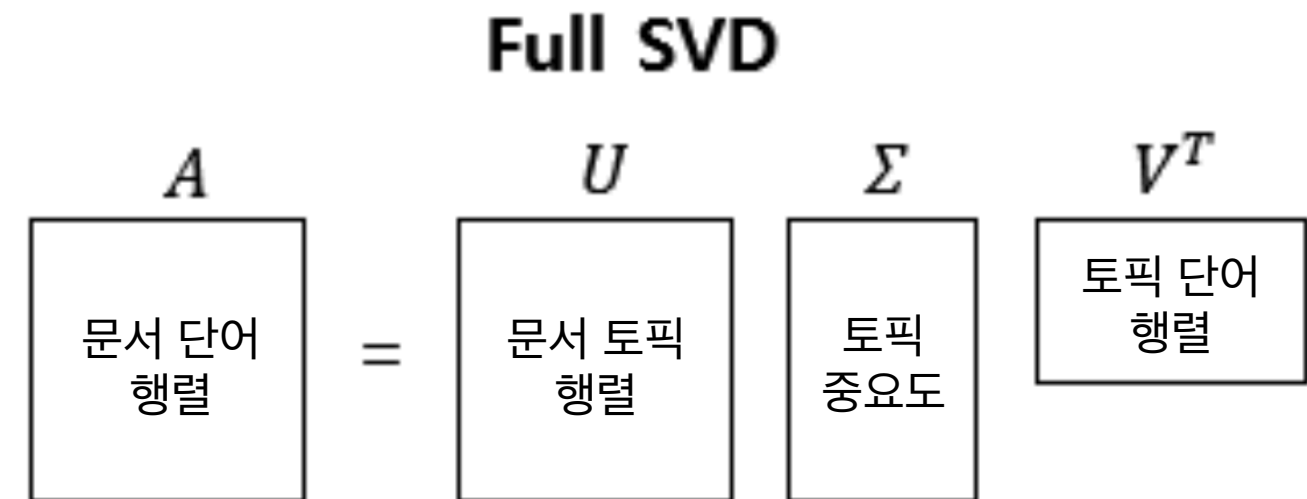 Full SVD
A
U
Σ
V^T
문서 단어
행렬
=
문서 토픽
행렬
토픽
중요도
토픽 단어
행렬